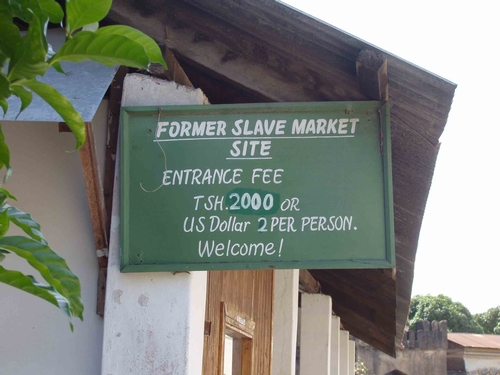 FORMER SLAVE MARKET
SITE
ENTRANCE FEE
TSH.2000 OR
US Dollar 2 PER PERSON.
Welcome!